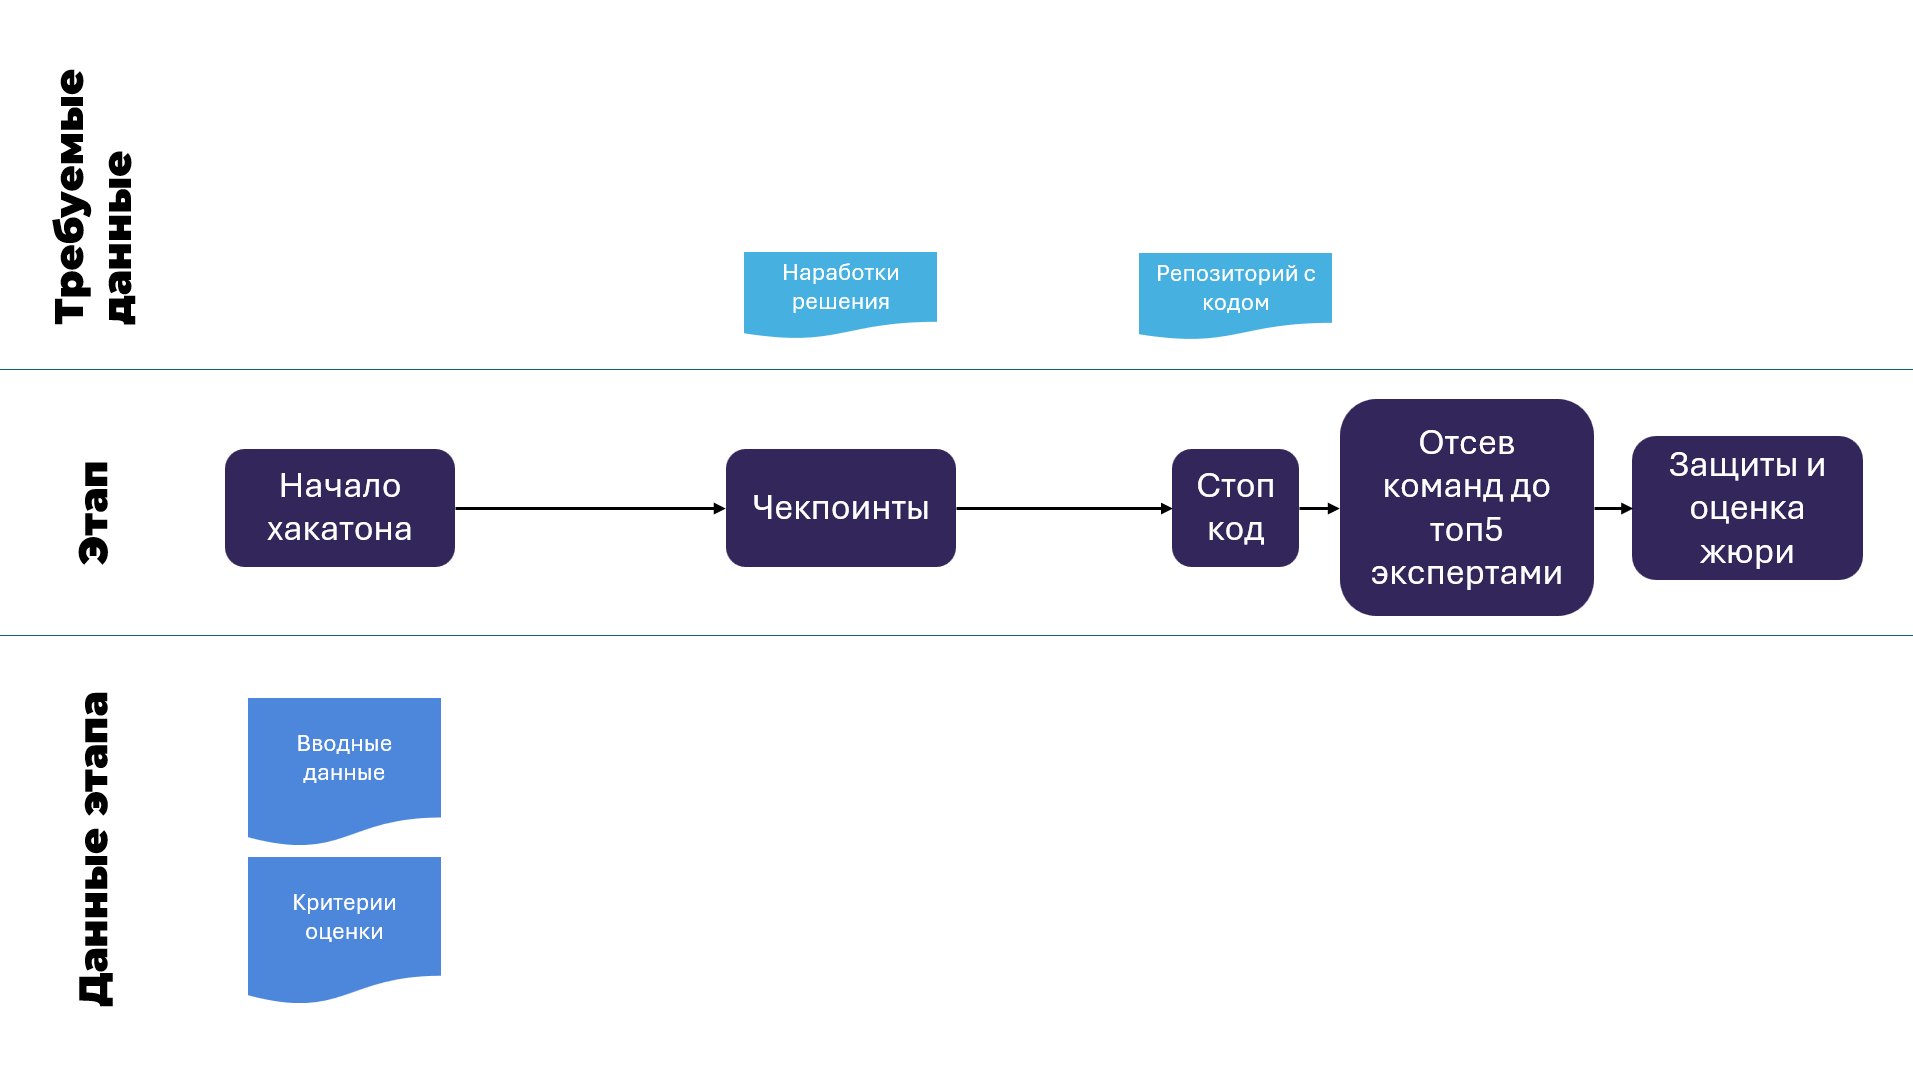 Требуемые
данные
Наработки
решения
Репозиторий с
кодом
Этап
Начало
хакатона
Чекпоинты
Стоп
код
Отсев
команд до
топ5
экспертами
Защиты и
оценка
жюри
Данные этапа
Вводные
данные
Критерии
оценки